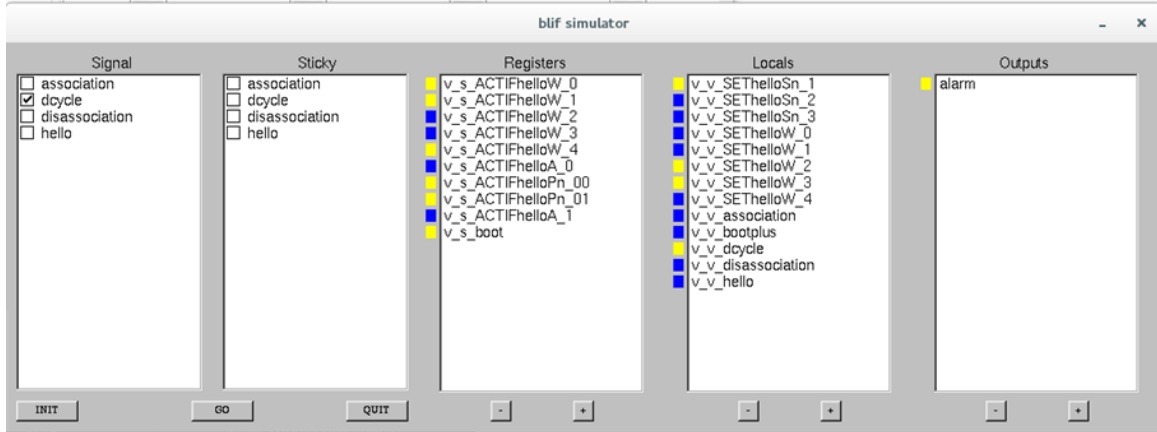 blif simulator
Signal
association
dcycle
disassociation
hello
INIT
GO
Sticky
association
dcycle
disassociation
hello
QUIT
Registers
v_s_ACTIFhelloW_0
v_s_ACTIFhelloW_1
v_s_ACTIFhelloW_2
v_s_ACTIFhelloW_3
v_s_ACTIFhelloW_4
v_s_ACTIFhelloA_0
v_s_ACTIFhelloPn_00
v_s_ACTIFhelloPn_01
v_s_ACTIFhelloA_1
v_s_boot
- +
Locals
v_v_SEThelloSn_1
v_v_SEThelloSn_2
v_v_SEThelloSn_3
v_v_SEThelloW_0
v_v_SEThelloW_1
v_v_SEThelloW_2
v_v_SEThelloW_3
v_v_SEThelloW_4
v_v_association
v_v_bootplus
v_v_dcycle
v_v_disassociation
v_v_hello
- +
Outputs
alarm
- +